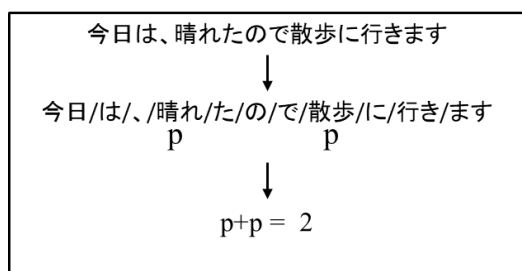 今日は、晴れたので散歩に行きます
今日/は/、/晴れ/た/の/で/散歩/に/行き/ます
p p
p+p = 2